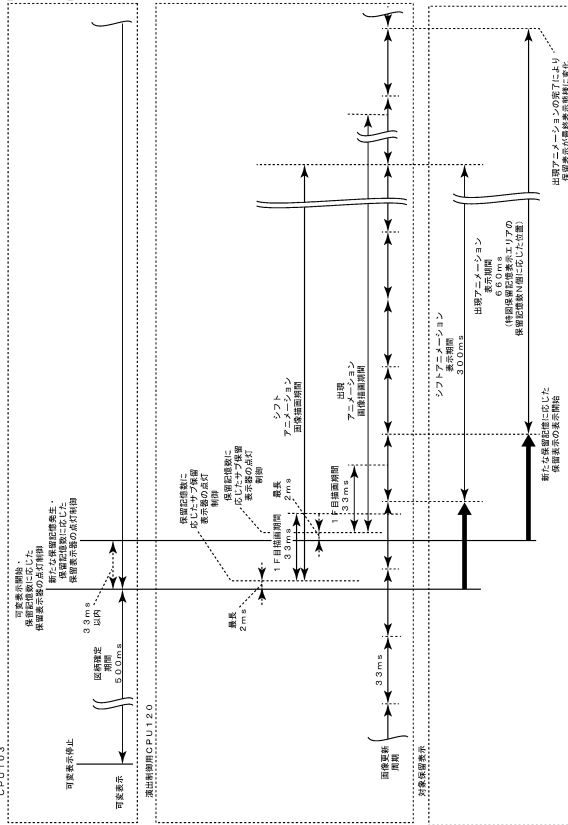 CPU103
可変表示停止
可変表示
図柄確定
期間
500ms
33ms
以内
可変表示開始・
保留記憶数に応じた
保留表示器の点灯制御
新たな保留記憶発生・
保留記憶数に応じた
保留表示器の点灯制御
演出制御用CPU120
最長
2ms
保留記憶数に
応じたサブ保留
表示器の点灯
制御
保留記憶数に
応じたサブ保留
表示器の点灯
制御
1F目描画期間
33ms
最長
2ms
1F目描画期間
33ms
シフト
アニメーション
画像描画期間
出現
アニメーション
画像描画期間
画像更新
周期
33ms
対象保留表示
シフトアニメーション
表示期間
300ms
出現アニメーション
表示期間
660ms
(特図保留記憶表示エリアの
保留記憶数N個に応じた位置)
新たな保留記憶に応じた
保留表示の表示開始
出現アニメーションの完了により
保留表示が最終表示態様に変化